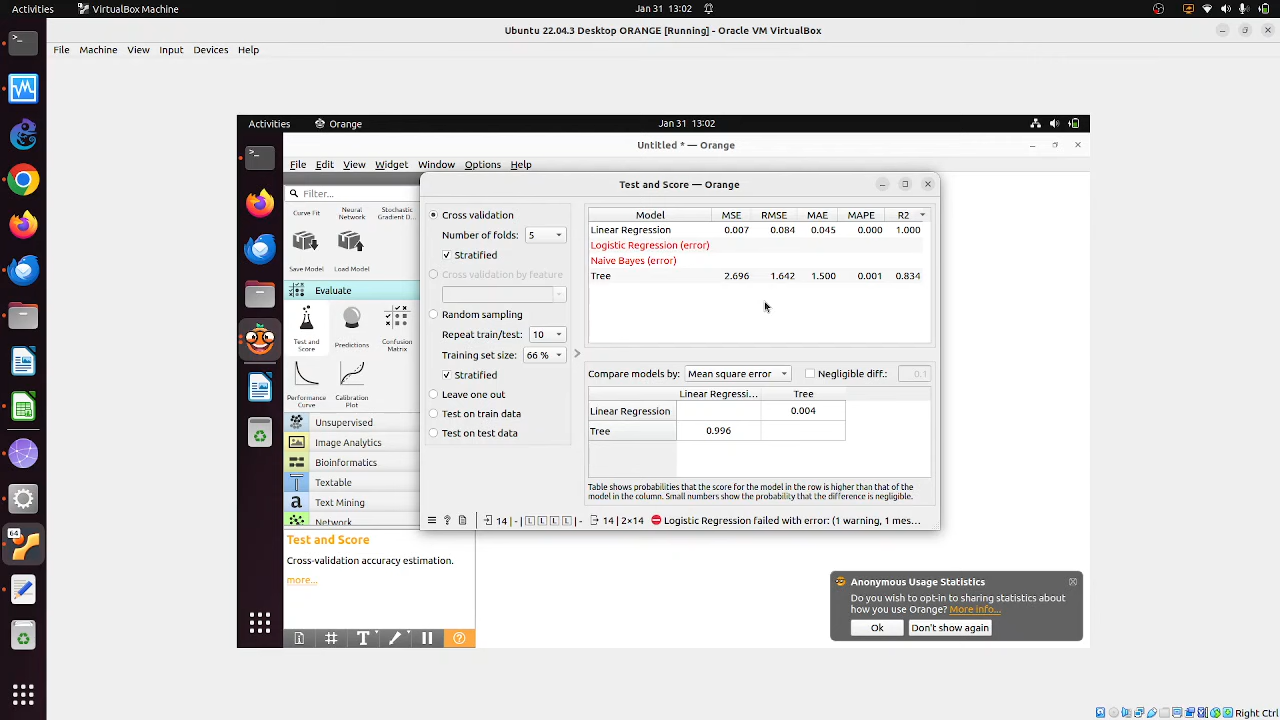 Activities VirtualBox Machine Jan 31 13:02
Ubuntu 22.04.3 Desktop ORANGE [Running] - Oracle VM VirtualBox
File Machine View Input Devices Help
Activities Orange Jan 31 13:02
Untitled * — Orange
File Edit View Widget Window Options Help
Filter...
Curve Fit
Neural Network
Stochastic Gradient D...
Save Model
Load Model
Evaluate
Test and Score
Predictions
Confusion Matrix
Performance Curve
Calibration Plot
Unsupervised
Image Analytics
Bioinformatics
Textable
Text Mining
Network
Test and Score
Cross-validation accuracy estimation.
more...
Test and Score — Orange
Cross validation
Number of folds: 5
Stratified
Cross validation by feature
Random sampling
Repeat train/test: 10
Training set size: 66 %
Stratified
Leave one out
Test on train data
Test on test data
Model MSE RMSE MAE MAPE R2
Linear Regression 0.007 0.084 0.045 0.000 1.000
Logistic Regression (error)
Naive Bayes (error)
Tree 2.696 1.642 1.500 0.001 0.834
Compare models by: Mean square error Negligible diff.: 0.1
Linear Regressi... Tree
Linear Regression 0.004
Tree 0.996
Table shows probabilities that the score for the model in the row is higher than that of the
model in the column. Small numbers show the probability that the difference is negligible.
14 | - L L L L | - 14 | 2×14 Logistic Regression failed with error: (1 warning, 1 mes...
Anonymous Usage Statistics
Do you wish to opt-in to sharing statistics about
how you use Orange? More info...
Ok Don't show again
64
Right Ctrl